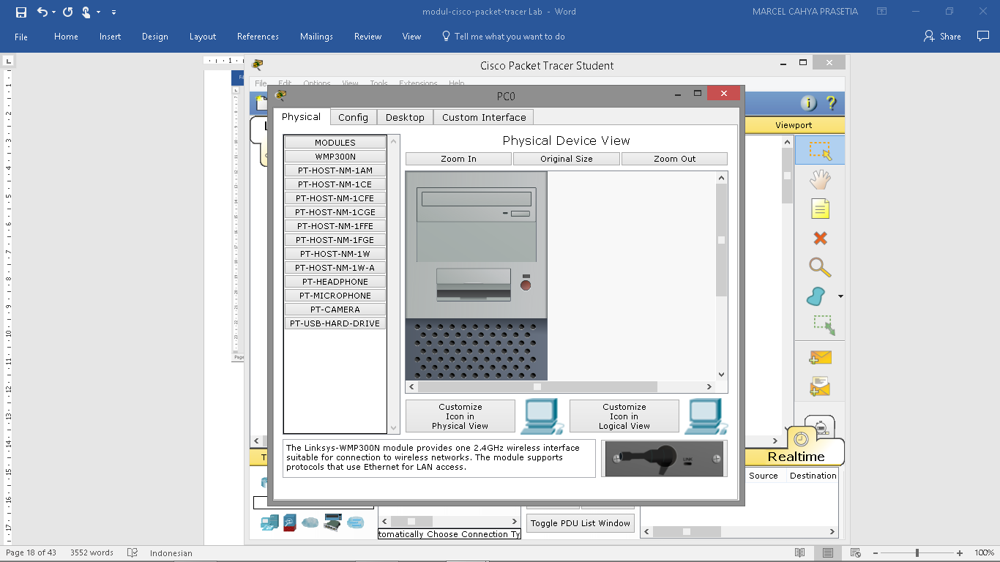 modul-cisco-packet-tracer Lab - Word
MARCEL CAHYA PRASETIA
File
Home
Insert
Design
Layout
References
Mailings
Review
View
Tell me what you want to do
Share
Cisco Packet Tracer Student
File Edit Options View Tools Extensions Help
PC0
Physical
Config
Desktop
Custom Interface
Viewport
MODULES
WMP300N
PT-HOST-NM-1AM
PT-HOST-NM-1CE
PT-HOST-NM-1CFE
PT-HOST-NM-1CGE
PT-HOST-NM-1FFE
PT-HOST-NM-1FGE
PT-HOST-NM-1W
PT-HOST-NM-1W-A
PT-HEADPHONE
PT-MICROPHONE
PT-CAMERA
PT-USB-HARD-DRIVE
Physical Device View
Zoom In
Original Size
Zoom Out
Customize
Icon in
Physical View
Customize
Icon in
Logical View
The Linksys-WMP300N module provides one 2.4GHz wireless interface
suitable for connection to wireless networks. The module supports
protocols that use Ethernet for LAN access.
LINK
Realtime
Source
Destination
Toggle PDU List Window
tomatically Choose Connection Ty
Page 18 of 43
3552 words
Indonesian
100%